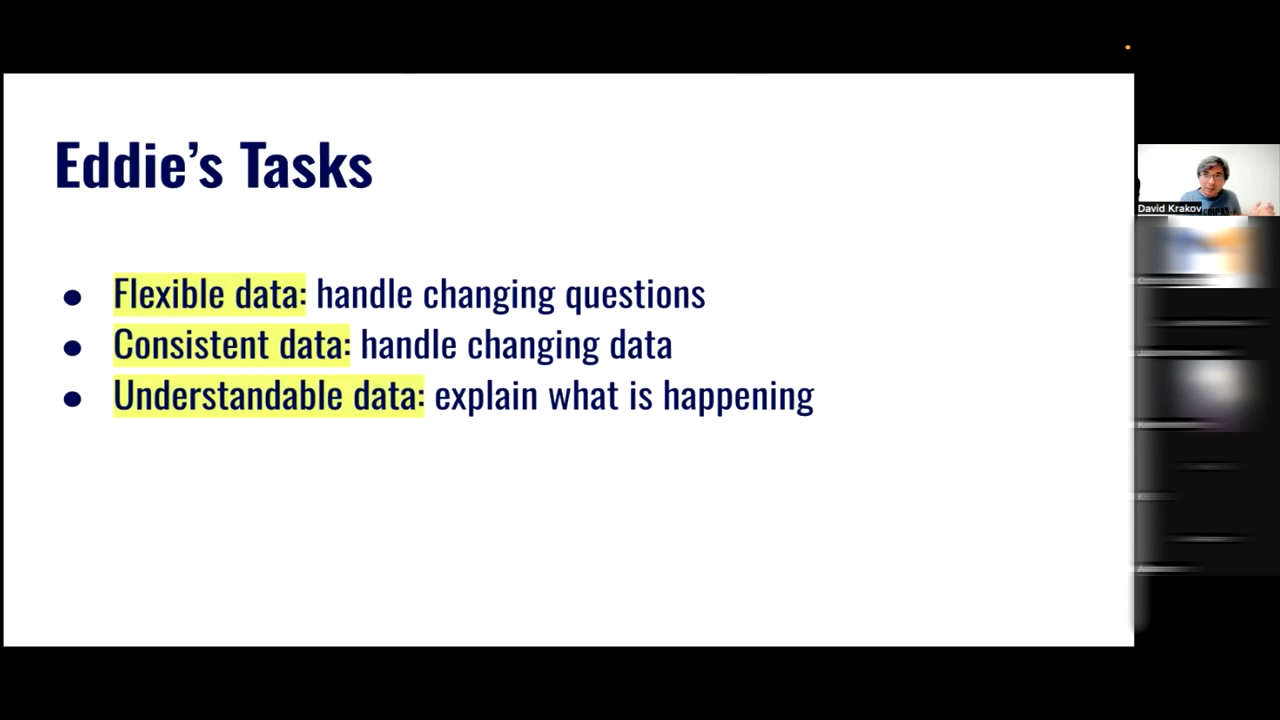 Eddie’s Tasks
● Flexible data: handle changing questions
● Consistent data: handle changing data
● Understandable data: explain what is happening
David Krakov